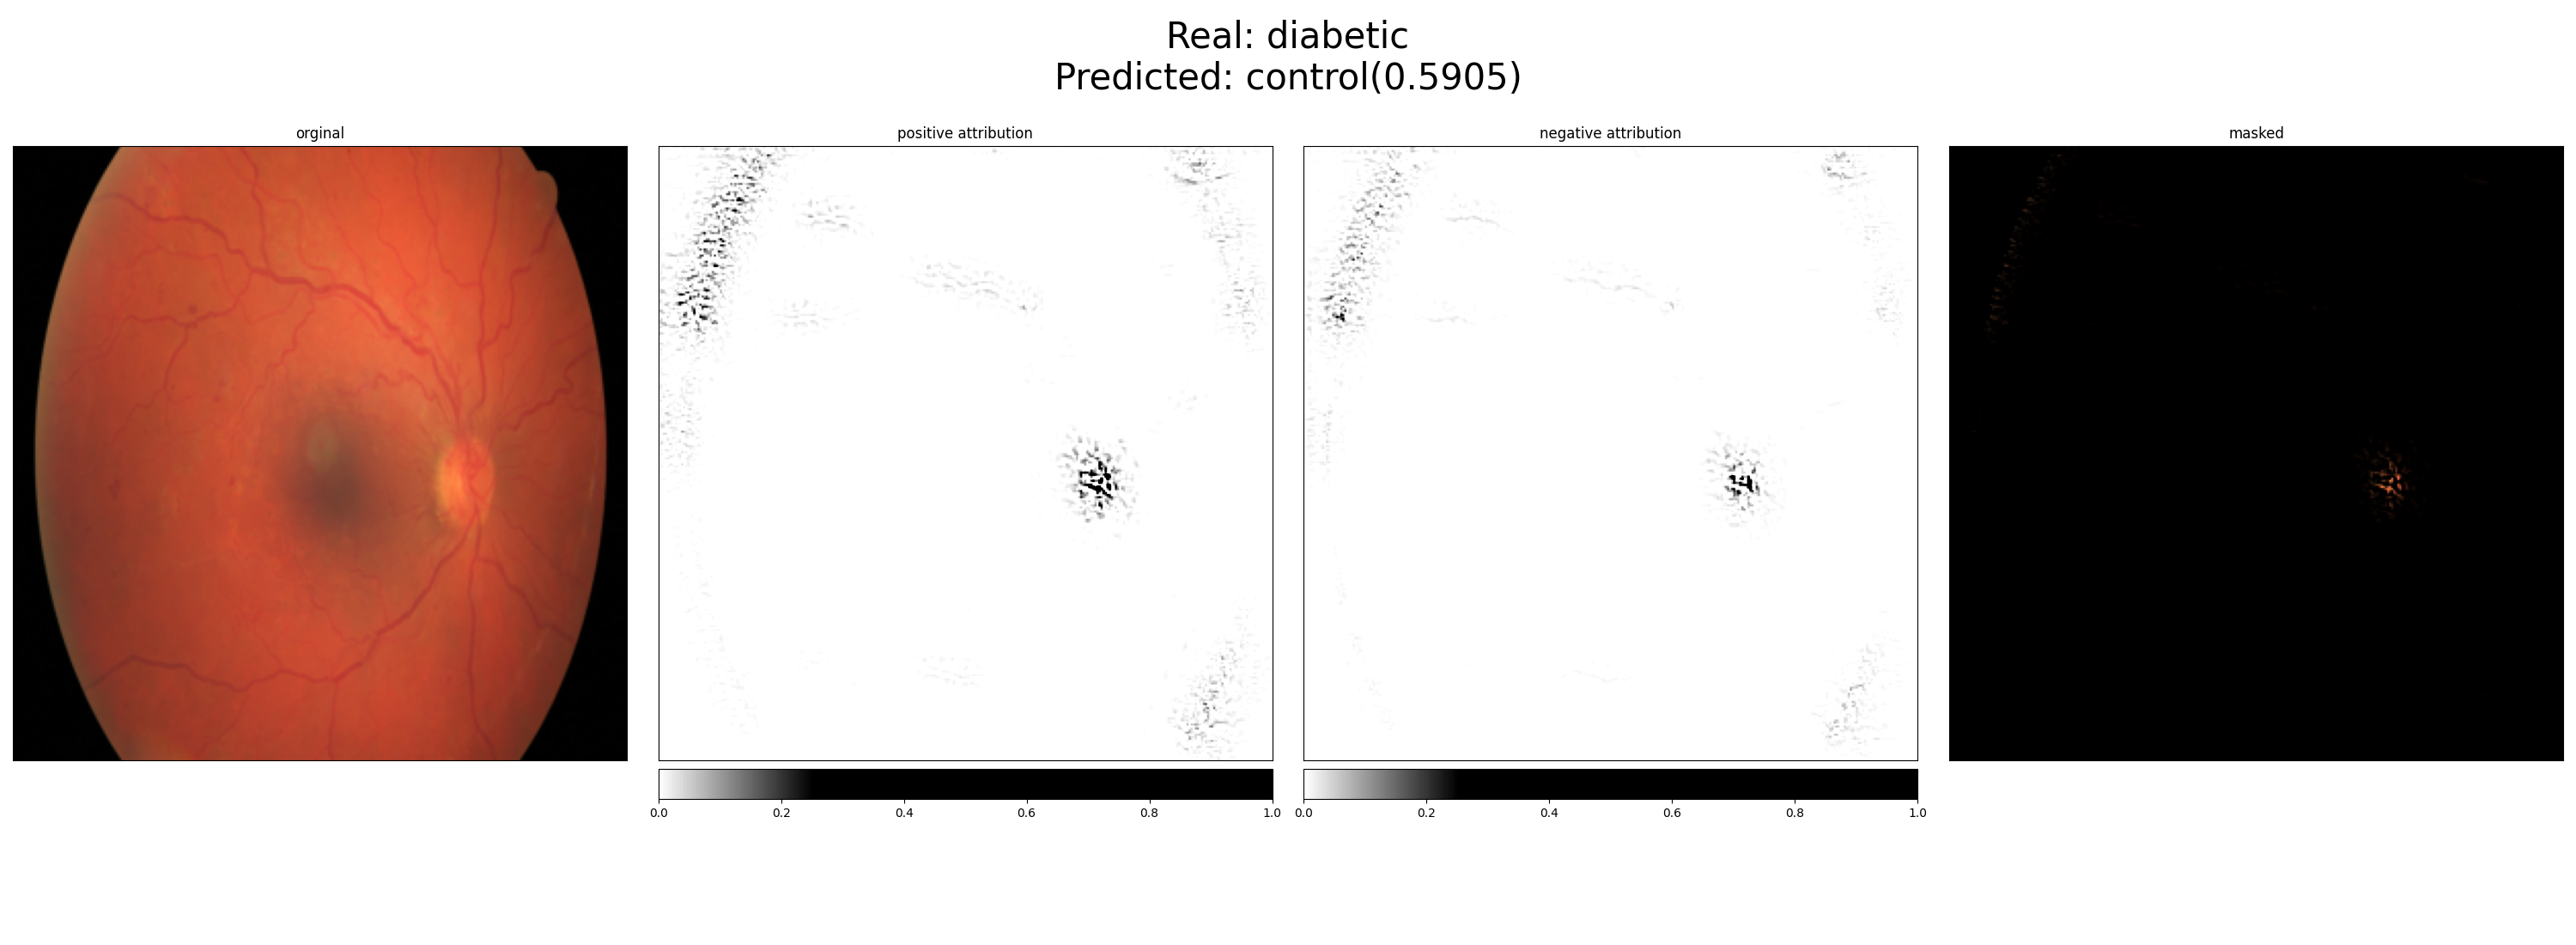 Real: diabetic
Predicted: control(0.5905)
orginal
positive attribution
negative attribution
masked
0.0 0.2 0.4 0.6 0.8 1.0
0.0 0.2 0.4 0.6 0.8 1.0